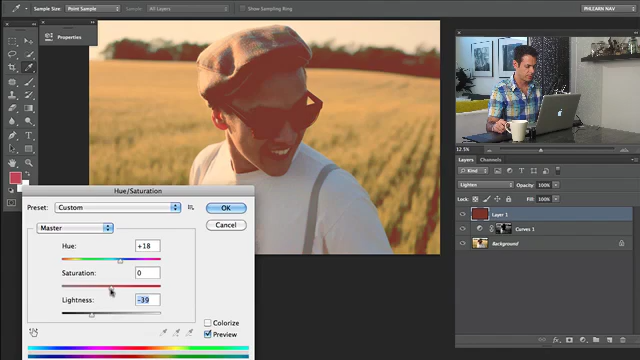 Sample Size: Point Sample
Sample: All Layers
Show Sampling Ring
PHLEARN NAV
Properties
12.5%
Layers Channels
Kind
Lighten
Opacity: 100%
Fill: 100%
Layer 1
Curves 1
Background
Hue/Saturation
Preset: Custom
OK
Cancel
Master
Hue: +18
Saturation: 0
Lightness: -39
Colorize
Preview